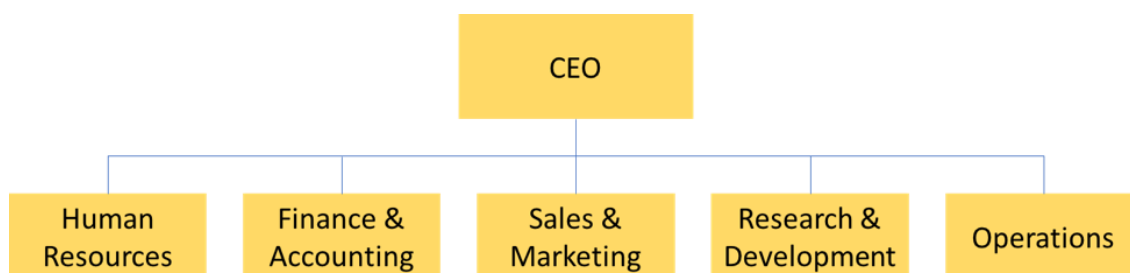 CEO
Human
Resources
Finance &
Accounting
Sales &
Marketing
Research &
Development
Operations